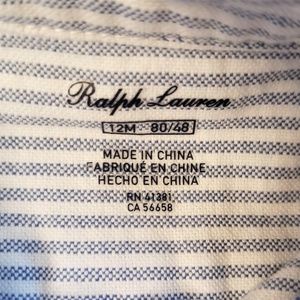 Ralph Lauren
12M 80/48
MADE IN CHINA
FABRIQUÉ EN CHINE
HECHO EN CHINA
RN 41381
CA 56658